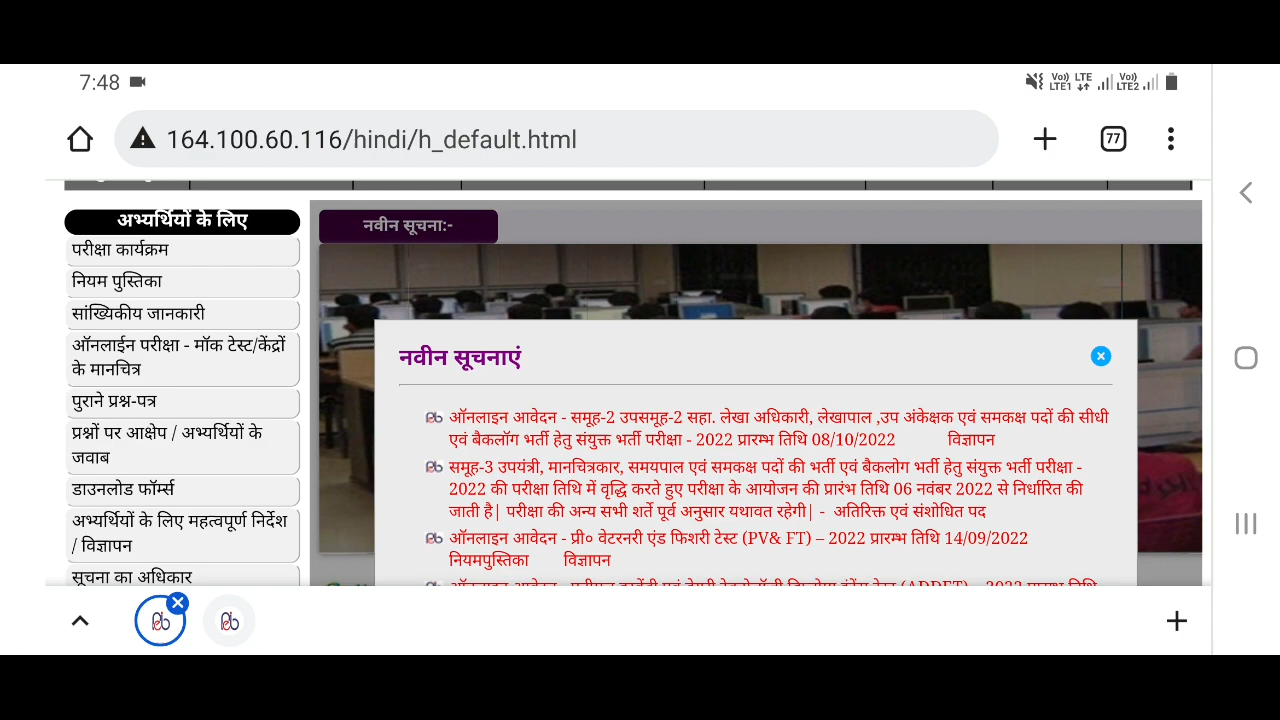 7:48
Vo)) LTE1 LTE Vo)) LTE2
164.100.60.116/hindi/h_default.html
77
अभ्यर्थियों के लिए
परीक्षा कार्यक्रम
नियम पुस्तिका
सांख्यिकीय जानकारी
ऑनलाईन परीक्षा - मॉक टेस्ट/केंद्रों
के मानचित्र
पुराने प्रश्न-पत्र
प्रश्नों पर आक्षेप / अभ्यर्थियों के
जवाब
डाउनलोड फॉर्म्स
अभ्यर्थियों के लिए महत्वपूर्ण निर्देश
/ विज्ञापन
सूचना का अधिकार
नवीन सूचना:-
नवीन सूचनाएं
ऑनलाइन आवेदन - समूह-2 उपसमूह-2 सहा. लेखा अधिकारी, लेखापाल ,उप अंकेक्षक एवं समकक्ष पदों की सीधी
एवं बैकलॉग भर्ती हेतु संयुक्त भर्ती परीक्षा - 2022 प्रारम्भ तिथि 08/10/2022 विज्ञापन
समूह-3 उपयंत्री, मानचित्रकार, समयपाल एवं समकक्ष पदों की भर्ती एवं बैकलोग भर्ती हेतु संयुक्त भर्ती परीक्षा -
2022 की परीक्षा तिथि में वृद्धि करते हुए परीक्षा के आयोजन की प्रारंभ तिथि 06 नवंबर 2022 से निर्धारित की
जाती है| परीक्षा की अन्य सभी शर्ते पूर्व अनुसार यथावत रहेगी| - अतिरिक्त एवं संशोधित पद
ऑनलाइन आवेदन - प्री० वेटरनरी एंड फिशरी टेस्ट (PV& FT) – 2022 प्रारम्भ तिथि 14/09/2022
नियमपुस्तिका विज्ञापन